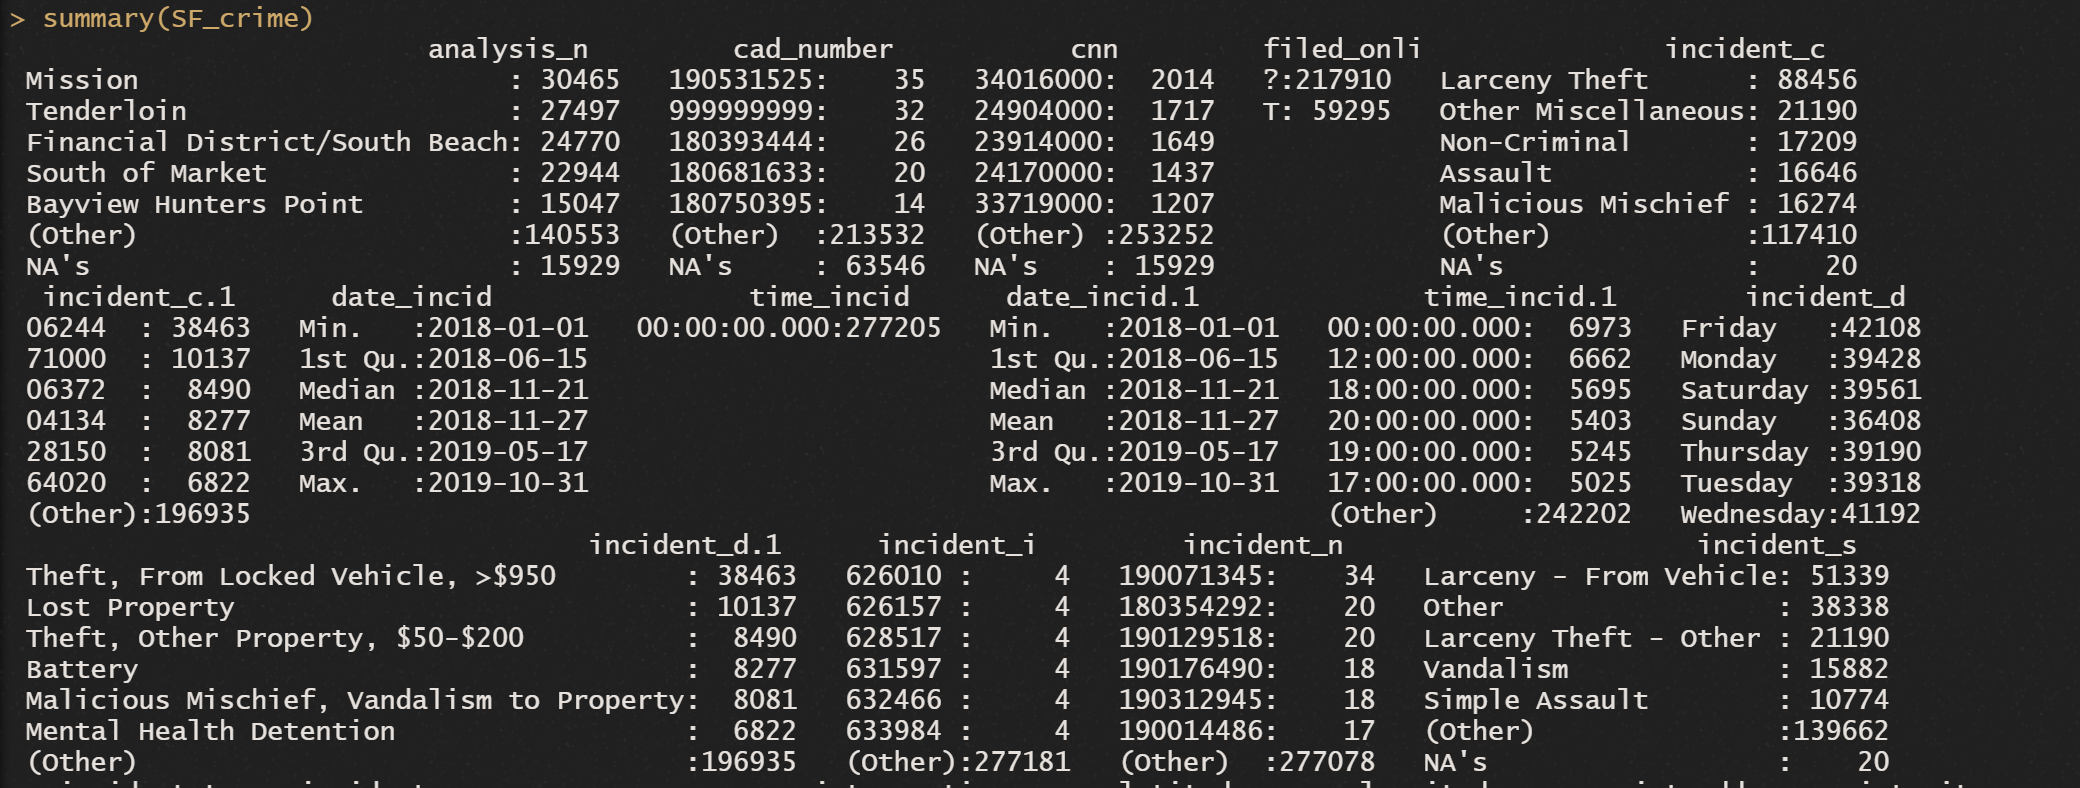 > summary(SF_crime)
analysis_n cad_number cnn filed_onli incident_c
Mission : 30465 190531525: 35 34016000: 2014 ?:217910 Larceny Theft : 88456
Tenderloin : 27497 999999999: 32 24904000: 1717 T: 59295 Other Miscellaneous: 21190
Financial District/South Beach: 24770 180393444: 26 23914000: 1649 Non-Criminal : 17209
South of Market : 22944 180681633: 20 24170000: 1437 Assault : 16646
Bayview Hunters Point : 15047 180750395: 14 33719000: 1207 Malicious Mischief : 16274
(Other) :140553 (Other) :213532 (Other) :253252 (Other) :117410
NA's : 15929 NA's : 63546 NA's : 15929 NA's : 20
incident_c.1 date_incid time_incid date_incid.1 time_incid.1 incident_d
06244 : 38463 Min. :2018-01-01 00:00:00.000:277205 Min. :2018-01-01 00:00:00.000: 6973 Friday :42108
71000 : 10137 1st Qu.:2018-06-15 1st Qu.:2018-06-15 12:00:00.000: 6662 Monday :39428
06372 : 8490 Median :2018-11-21 Median :2018-11-21 18:00:00.000: 5695 Saturday :39561
04134 : 8277 Mean :2018-11-27 Mean :2018-11-27 20:00:00.000: 5403 Sunday :36408
28150 : 8081 3rd Qu.:2019-05-17 3rd Qu.:2019-05-17 19:00:00.000: 5245 Thursday :39190
64020 : 6822 Max. :2019-10-31 Max. :2019-10-31 17:00:00.000: 5025 Tuesday :39318
(Other):196935 (Other) :242202 Wednesday:41192
incident_d.1 incident_i incident_n incident_s
Theft, From Locked Vehicle, >$950 : 38463 626010 : 4 190071345: 34 Larceny - From Vehicle: 51339
Lost Property : 10137 626157 : 4 180354292: 20 Other : 38338
Theft, Other Property, $50-$200 : 8490 628517 : 4 190129518: 20 Larceny Theft - Other : 21190
Battery : 8277 631597 : 4 190176490: 18 Vandalism : 15882
Malicious Mischief, Vandalism to Property: 8081 632466 : 4 190312945: 18 Simple Assault : 10774
Mental Health Detention : 6822 633984 : 4 190014486: 17 (Other) :139662
(Other) :196935 (Other):277181 (Other) :277078 NA's : 20